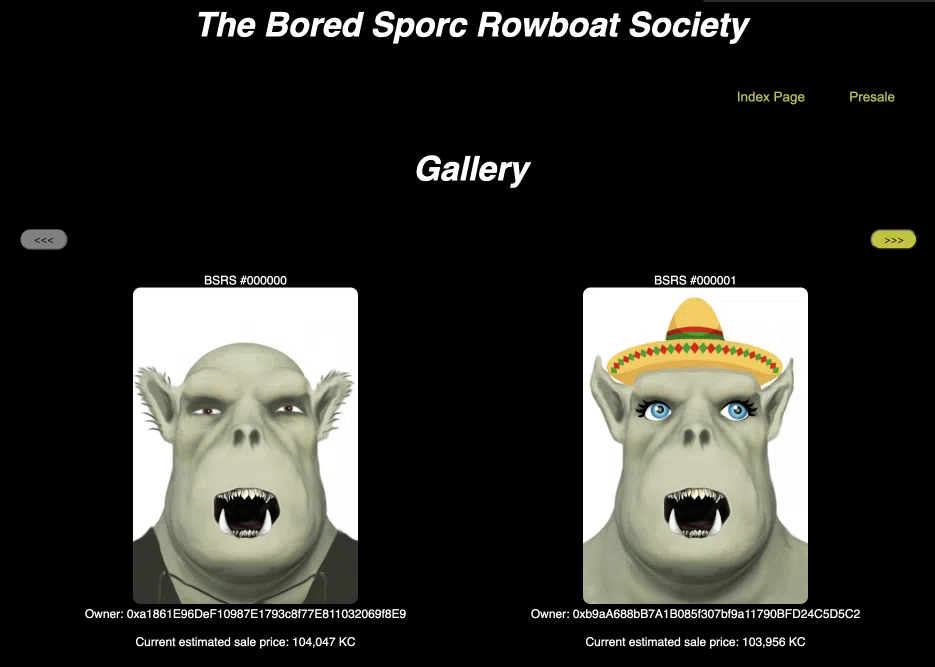 The Bored Sporc Rowboat Society
Index Page Presale
Gallery
<<< >>>
BSRS #000000 BSRS #000001
Owner: 0xa1861E96DeF10987E1793c8f77E811032069f8E9 Owner: 0xb9aA688bB7A1B085f307bf9a11790BFD24C5D5C2
Current estimated sale price: 104,047 KC Current estimated sale price: 103,956 KC